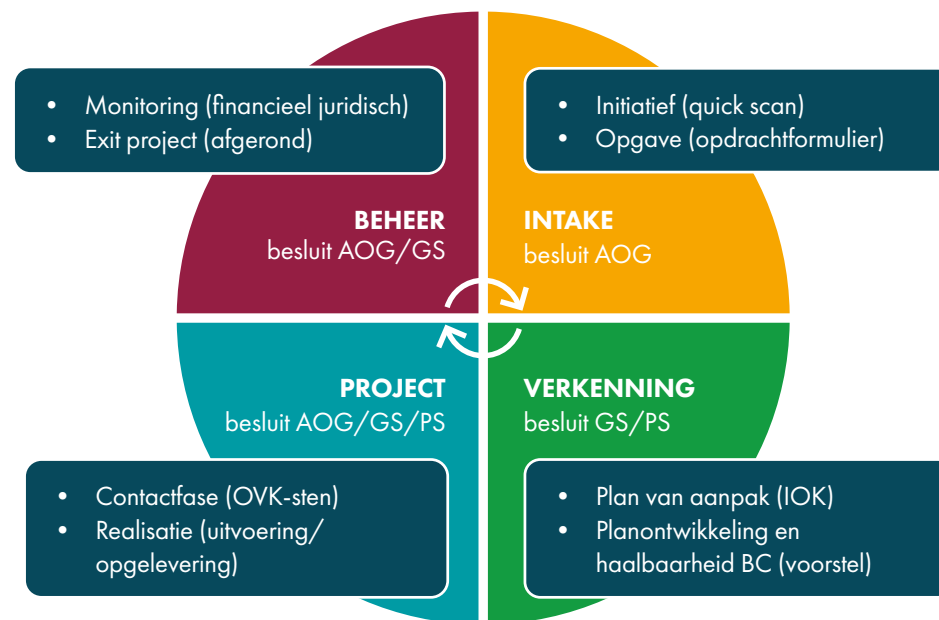 • Monitoring (financieel juridisch)
• Exit project (afgerond)
BEHEER
besluit AOG/GS
• Initiatief (quick scan)
• Opgave (opdrachtformulier)
INTAKE
besluit AOG
PROJECT
besluit AOG/GS/PS
• Contactfase (OVK-sten)
• Realisatie (uitvoering/
opgelevering)
VERKENNING
besluit GS/PS
• Plan van aanpak (IOK)
• Planontwikkeling en
haalbaarheid BC (voorstel)